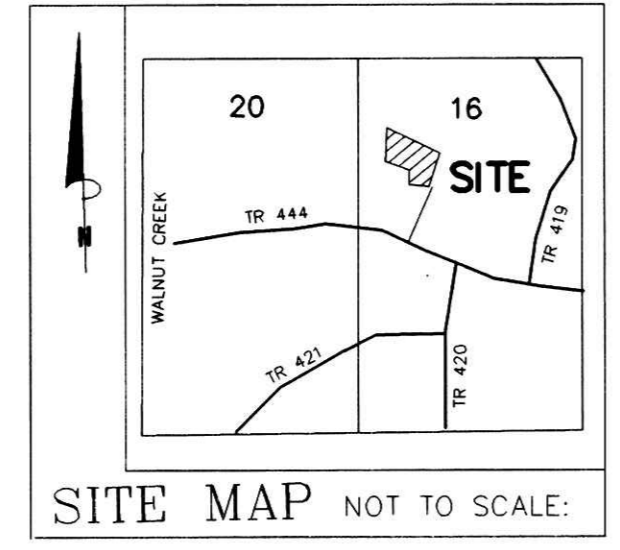 20
16
SITE
TR 444
TR 419
WALNUT CREEK
TR 421
TR 420
N
SITE MAP NOT TO SCALE: